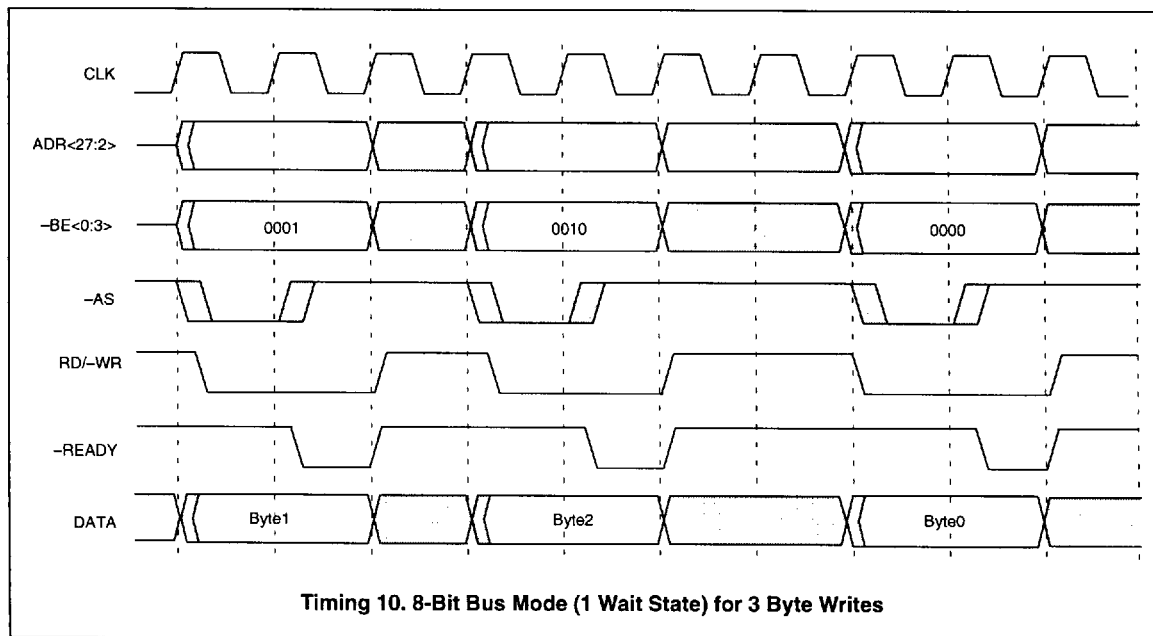 CLK
ADR<27:2>
–BE<0:3> 0001 0010 0000
–AS
RD/–WR
–READY
DATA Byte1 Byte2 Byte0
Timing 10. 8-Bit Bus Mode (1 Wait State) for 3 Byte Writes